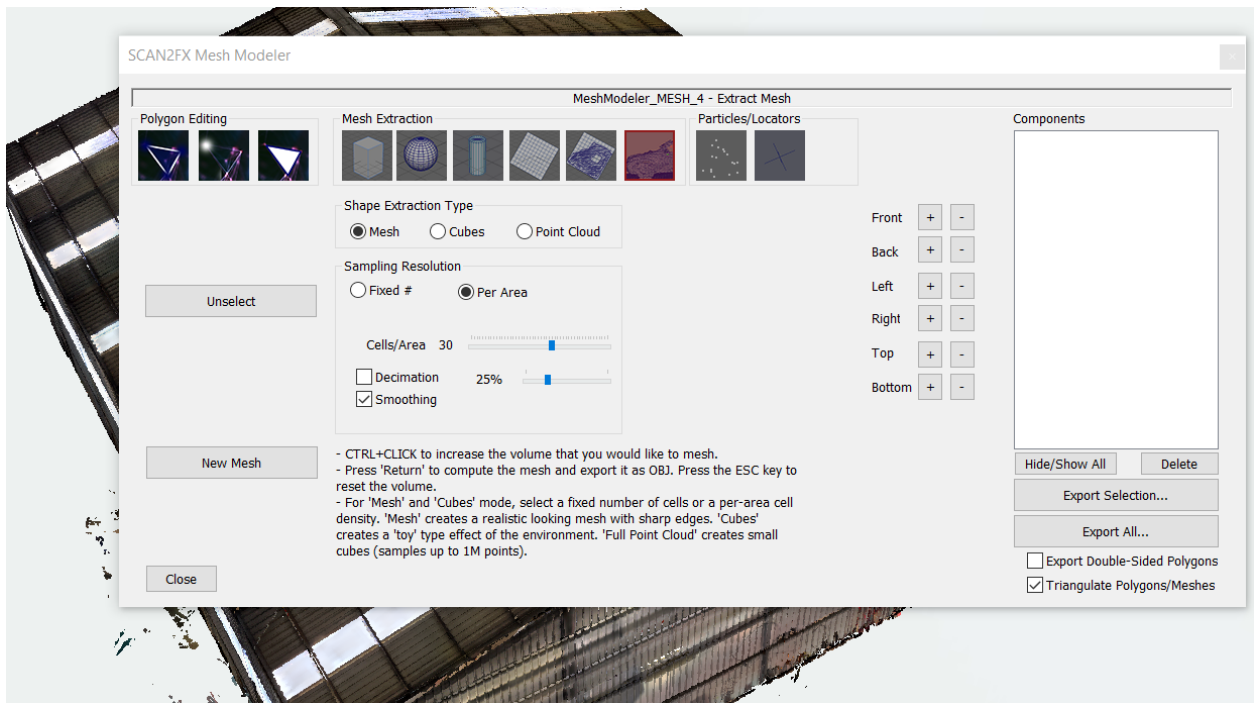 SCAN2FX Mesh Modeler
MeshModeler_MESH_4 - Extract Mesh
Polygon Editing
Mesh Extraction
Particles/Locators
Components
Shape Extraction Type
Mesh
Cubes
Point Cloud
Sampling Resolution
Fixed #
Per Area
Cells/Area 30
Decimation 25%
Smoothing
Unselect
New Mesh
Close
- CTRL+CLICK to increase the volume that you would like to mesh.
- Press 'Return' to compute the mesh and export it as OBJ. Press the ESC key to
reset the volume.
- For 'Mesh' and 'Cubes' mode, select a fixed number of cells or a per-area cell
density. 'Mesh' creates a realistic looking mesh with sharp edges. 'Cubes'
creates a 'toy' type effect of the environment. 'Full Point Cloud' creates small
cubes (samples up to 1M points).
Front + -
Back + -
Left + -
Right + -
Top + -
Bottom + -
Hide/Show All
Delete
Export Selection...
Export All...
Export Double-Sided Polygons
Triangulate Polygons/Meshes